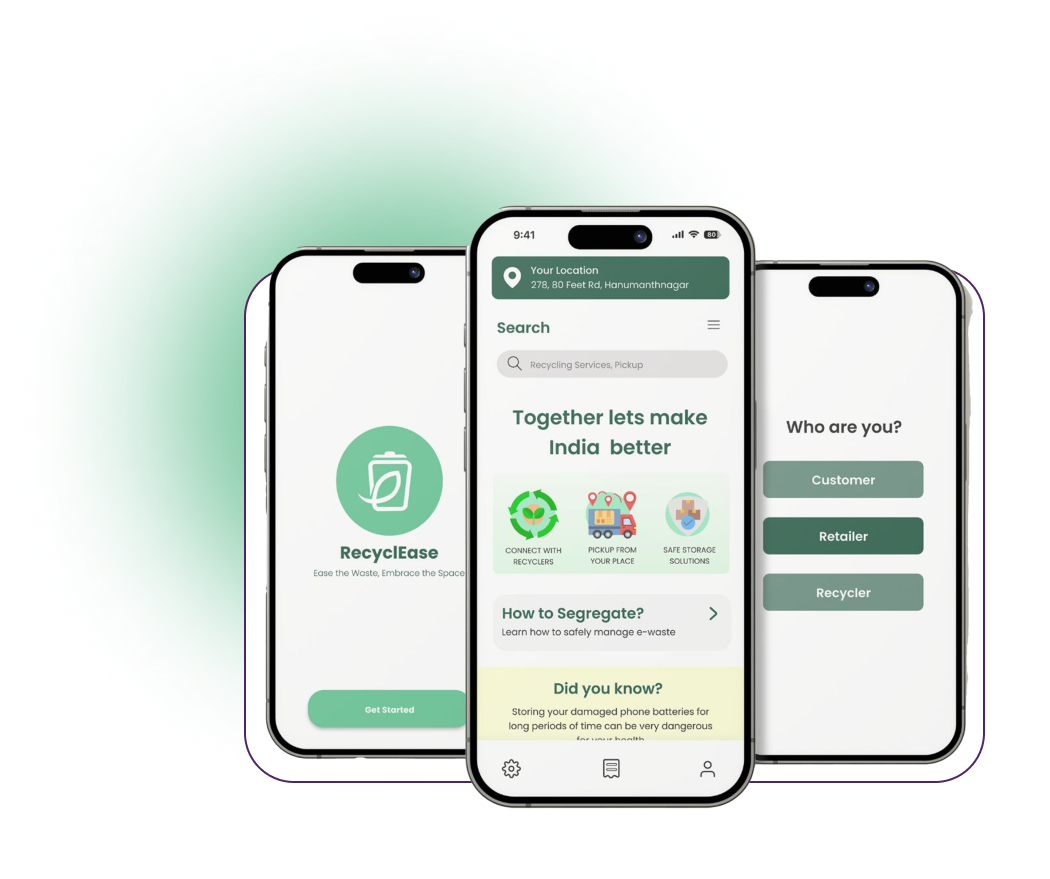 RecyclEase
Ease the Waste, Embrace the Space
Get Started
9:41
80
Your Location
278, 80 Feet Rd, Hanumanthnagar
Search
Recycling Services, Pickup
Together lets make
India better
CONNECT WITH
RECYCLERS
PICKUP FROM
YOUR PLACE
SAFE STORAGE
SOLUTIONS
How to Segregate?
Learn how to safely manage e-waste
Did you know?
Storing your damaged phone batteries for
long periods of time can be very dangerous
for your health
Who are you?
Customer
Retailer
Recycler